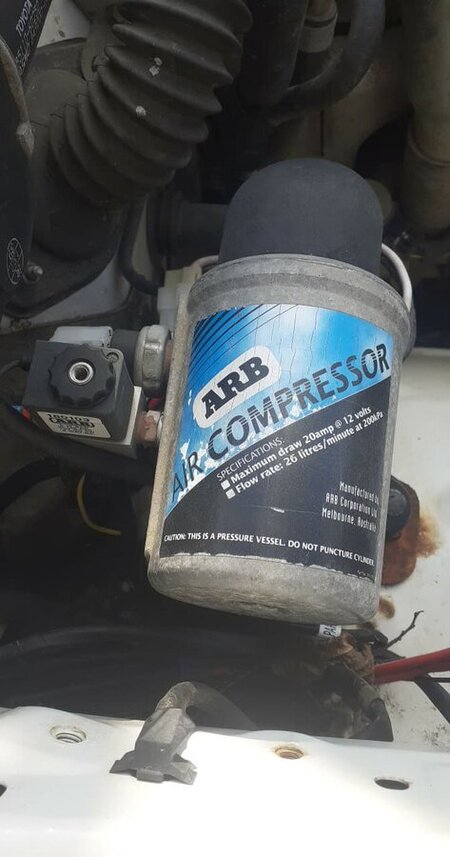 TOYOTA
ARB
AIR COMPRESSOR
SPECIFICATIONS:
Maximum draw 20amp @ 12 volts
Flow rate: 26 litres/minute at 200kPa
Manufactured by
ARB Corporation Ltd
Melbourne, Australia
CAUTION: THIS IS A PRESSURE VESSEL. DO NOT PUNCTURE CYLINDER.